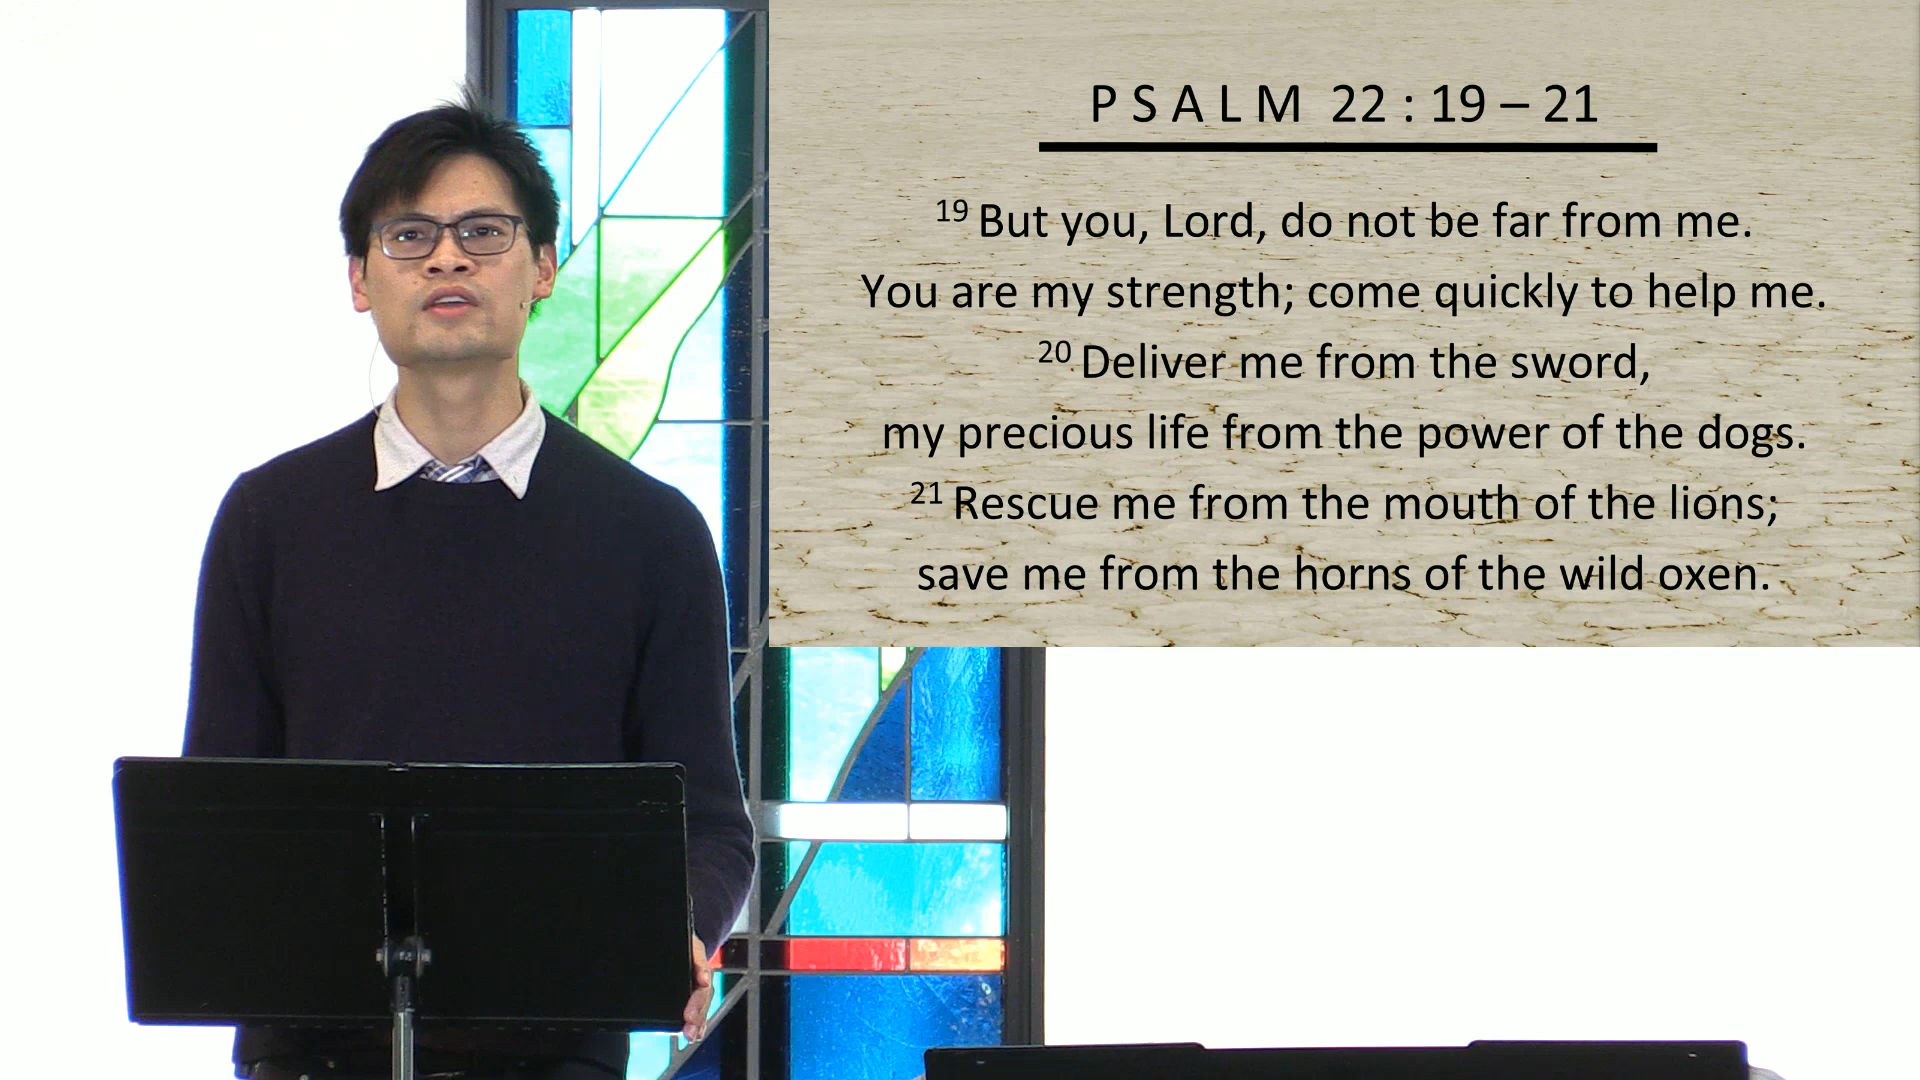 PSALM 22 : 19 – 21
19 But you, Lord, do not be far from me.
You are my strength; come quickly to help me.
20 Deliver me from the sword,
my precious life from the power of the dogs.
21 Rescue me from the mouth of the lions;
save me from the horns of the wild oxen.